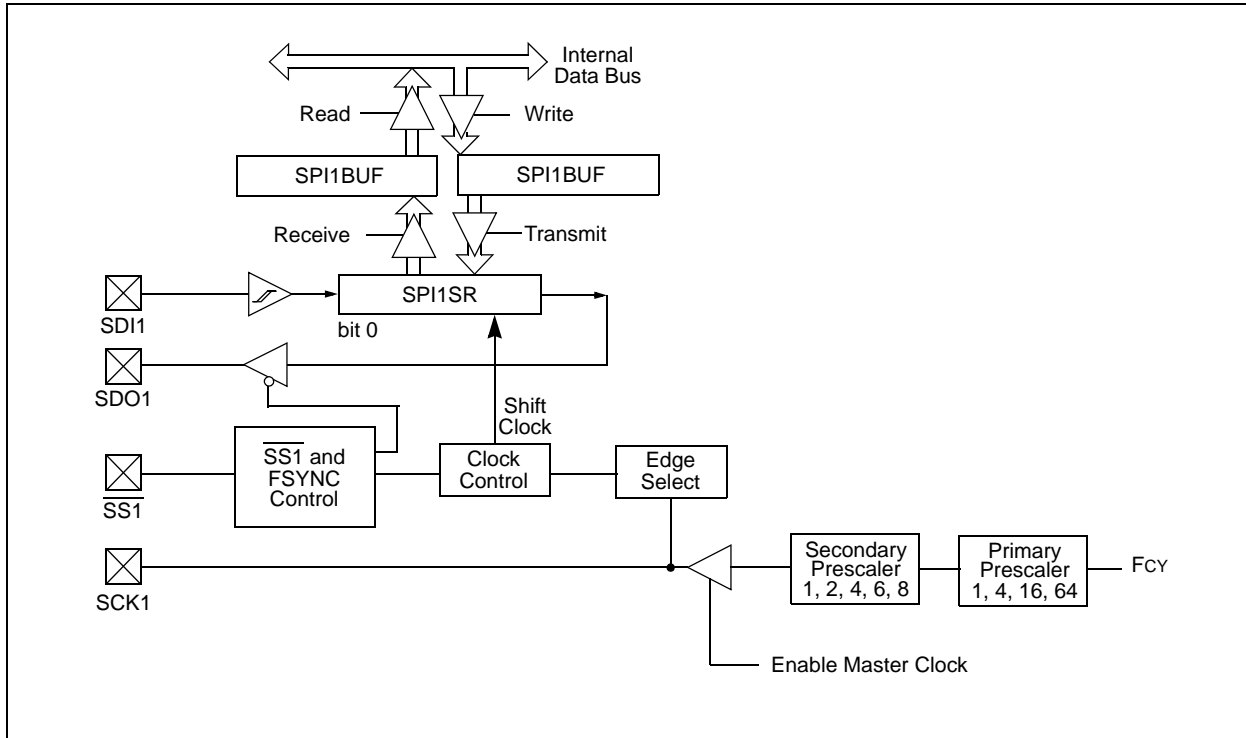 Internal
Data Bus
Read
Write
SPI1BUF
SPI1BUF
Receive
Transmit
SPI1SR
SDI1
bit 0
SDO1
Shift
Clock
SS1 and
FSYNC
Control
Clock
Control
Edge
Select
SS1
Secondary
Prescaler
1, 2, 4, 6, 8
Primary
Prescaler
1, 4, 16, 64
FCY
SCK1
Enable Master Clock